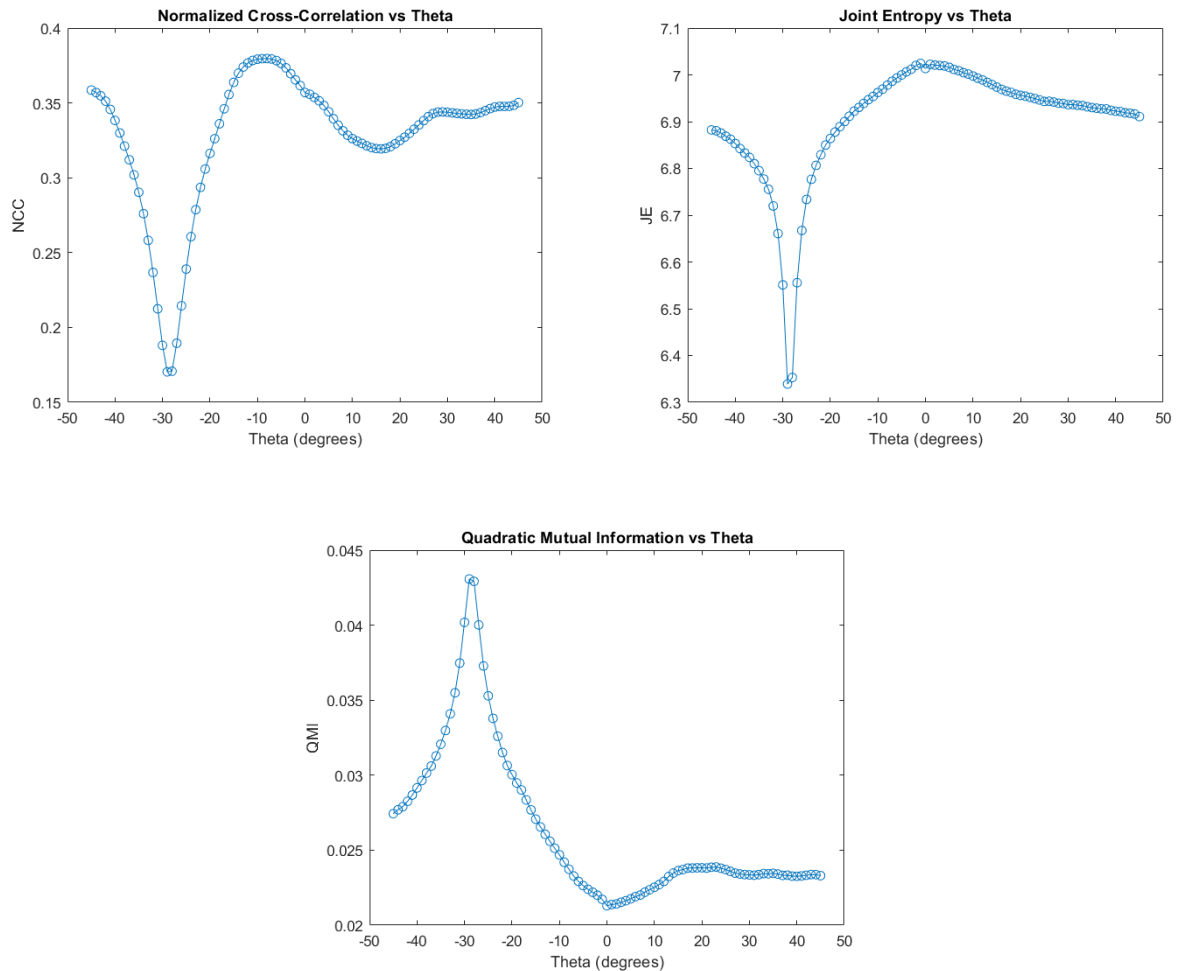 Normalized Cross-Correlation vs Theta
0.4
0.35
0.3
0.25
0.2
0.15
NCC
-50 -40 -30 -20 -10 0 10 20 30 40 50
Theta (degrees)
Joint Entropy vs Theta
7.1
7
6.9
6.8
6.7
6.6
6.5
6.4
6.3
JE
-50 -40 -30 -20 -10 0 10 20 30 40 50
Theta (degrees)
Quadratic Mutual Information vs Theta
0.045
0.04
0.035
0.03
0.025
0.02
QMI
-50 -40 -30 -20 -10 0 10 20 30 40 50
Theta (degrees)